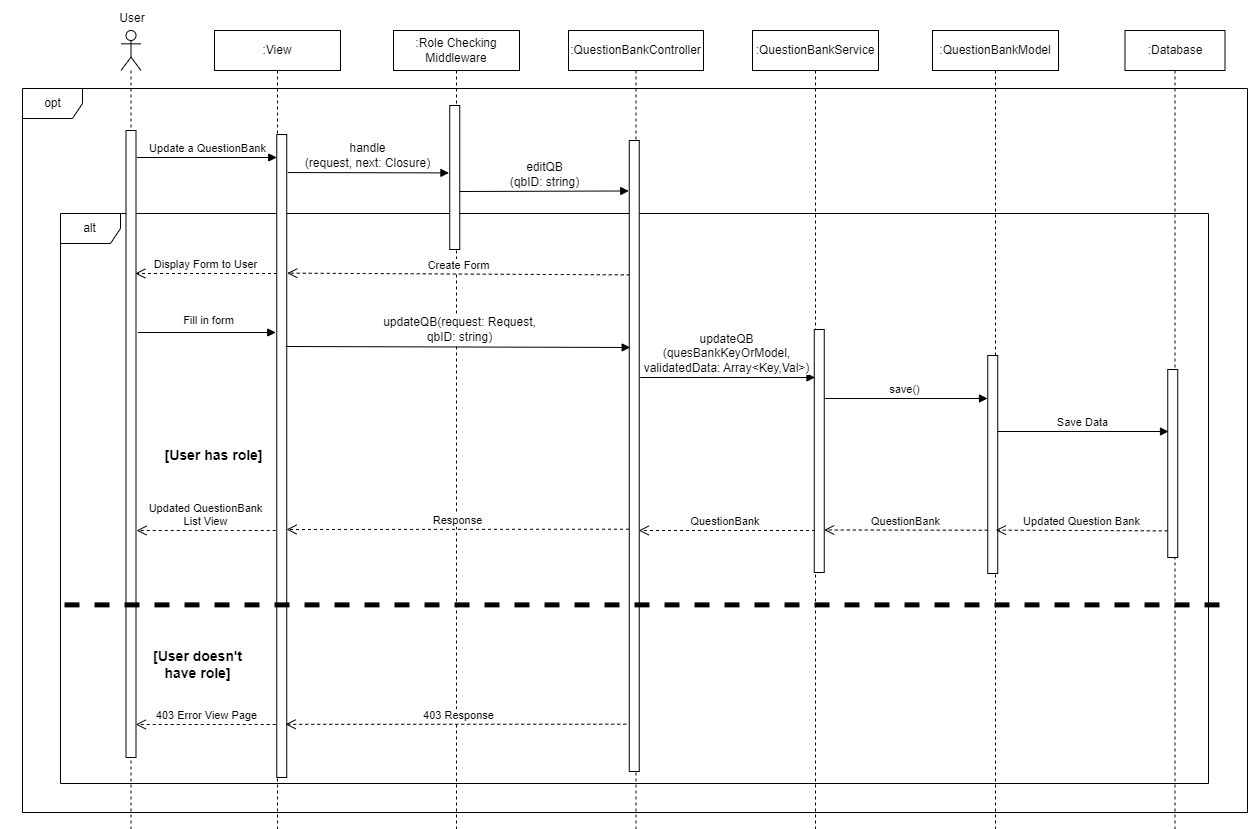 User
:View
:Role Checking
Middleware
:QuestionBankController
:QuestionBankService
:QuestionBankModel
:Database
opt
Update a QuestionBank
handle
(request, next: Closure)
editQB
(qbID: string)
alt
Display Form to User
Create Form
Fill in form
updateQB(request: Request,
qbID: string)
updateQB
(quesBankKeyOrModel,
validatedData: Array<Key,Val>)
save()
Save Data
[User has role]
Updated QuestionBank
List View
Response
QuestionBank
QuestionBank
Updated Question Bank
[User doesn't
have role]
403 Error View Page
403 Response